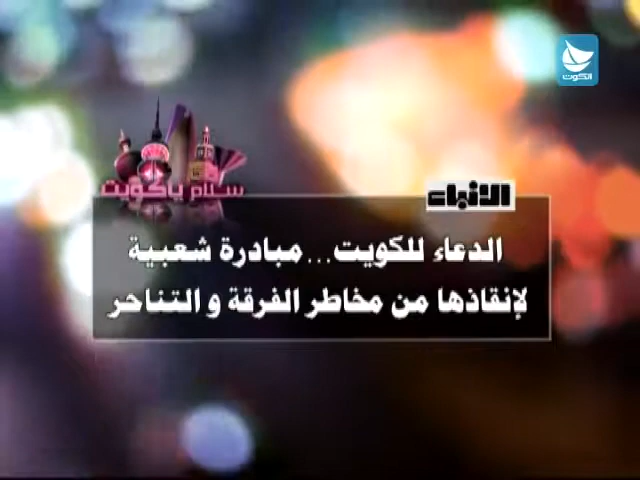 الكويت
سلام ياكويت
الأنباء
الدعاء للكويت...مبادرة شعبية
لإنقاذها من مخاطر الفرقة و التناحر